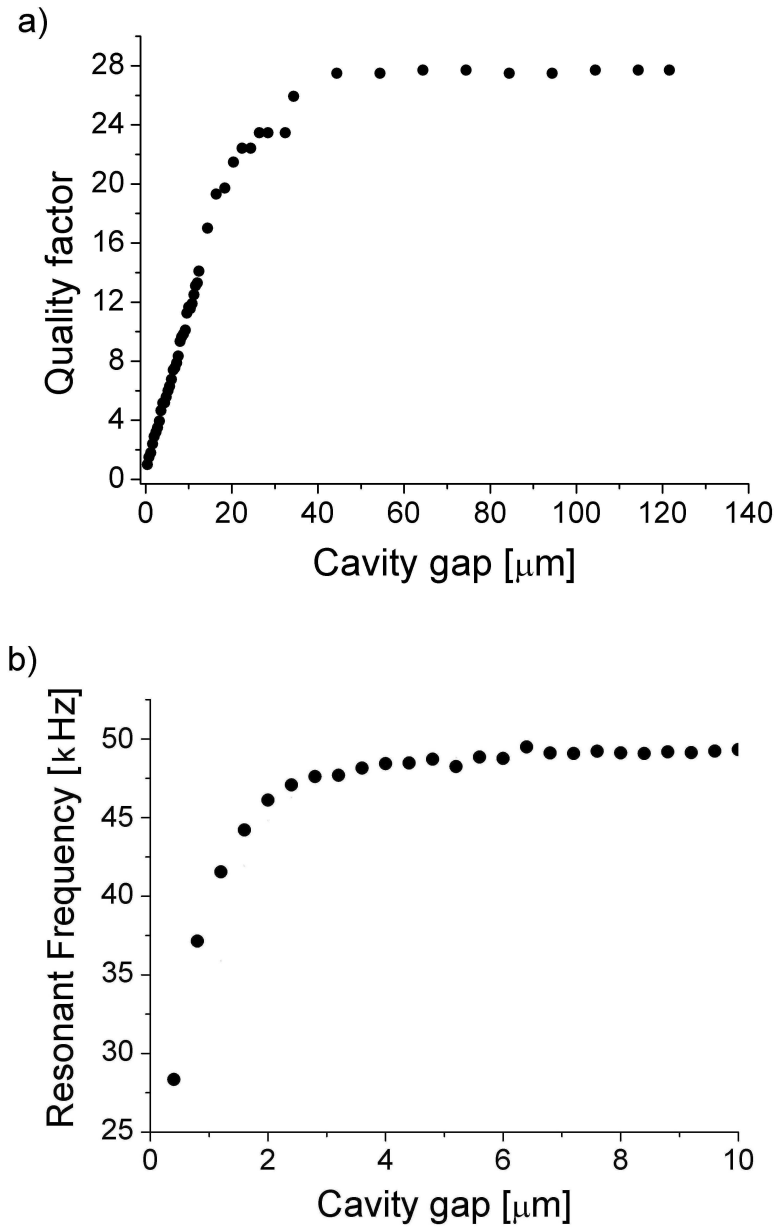 a)
28
24
20
16
12
8
4
0
Quality factor
0 20 40 60 80 100 120 140
Cavity gap [μm]
b)
50
45
40
35
30
25
Resonant Frequency [kHz]
0 2 4 6 8 10
Cavity gap [μm]